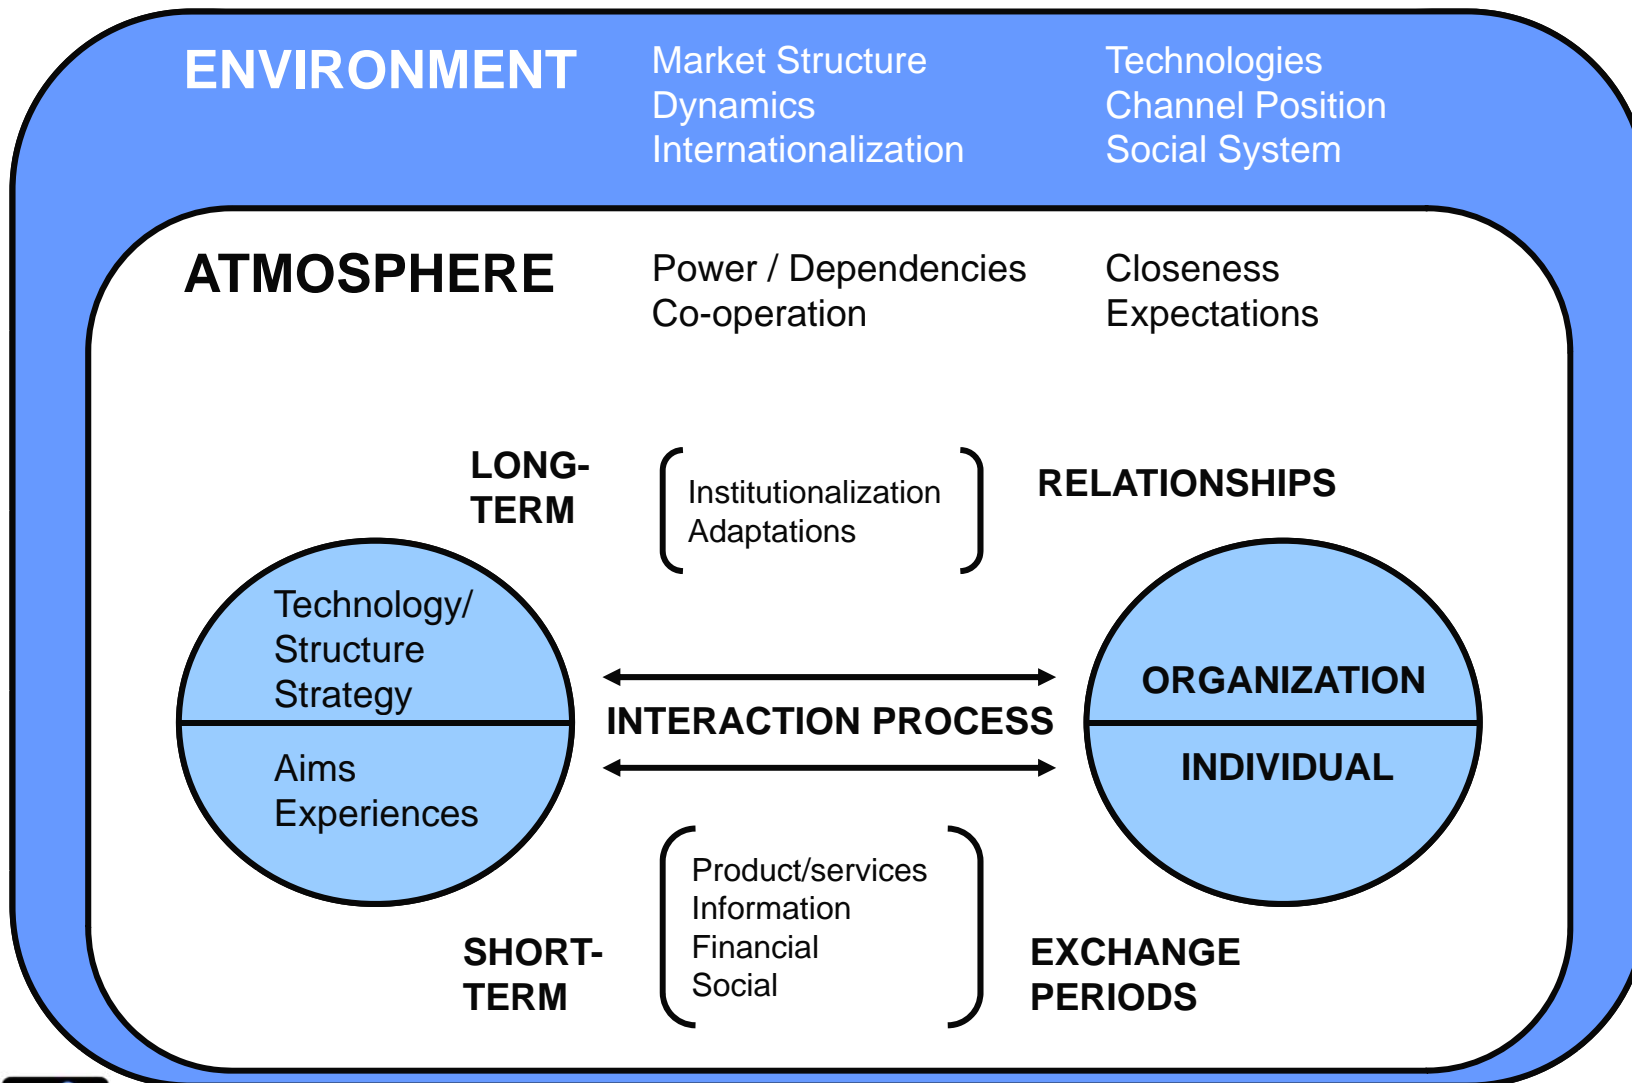 ENVIRONMENT
Market Structure
Dynamics
Internationalization
Technologies
Channel Position
Social System
ATMOSPHERE
Power / Dependencies
Co-operation
Closeness
Expectations
LONG-
TERM
Institutionalization
Adaptations
RELATIONSHIPS
Technology/
Structure
Strategy
Aims
Experiences
INTERACTION PROCESS
ORGANIZATION
INDIVIDUAL
SHORT-
TERM
Product/services
Information
Financial
Social
EXCHANGE
PERIODS